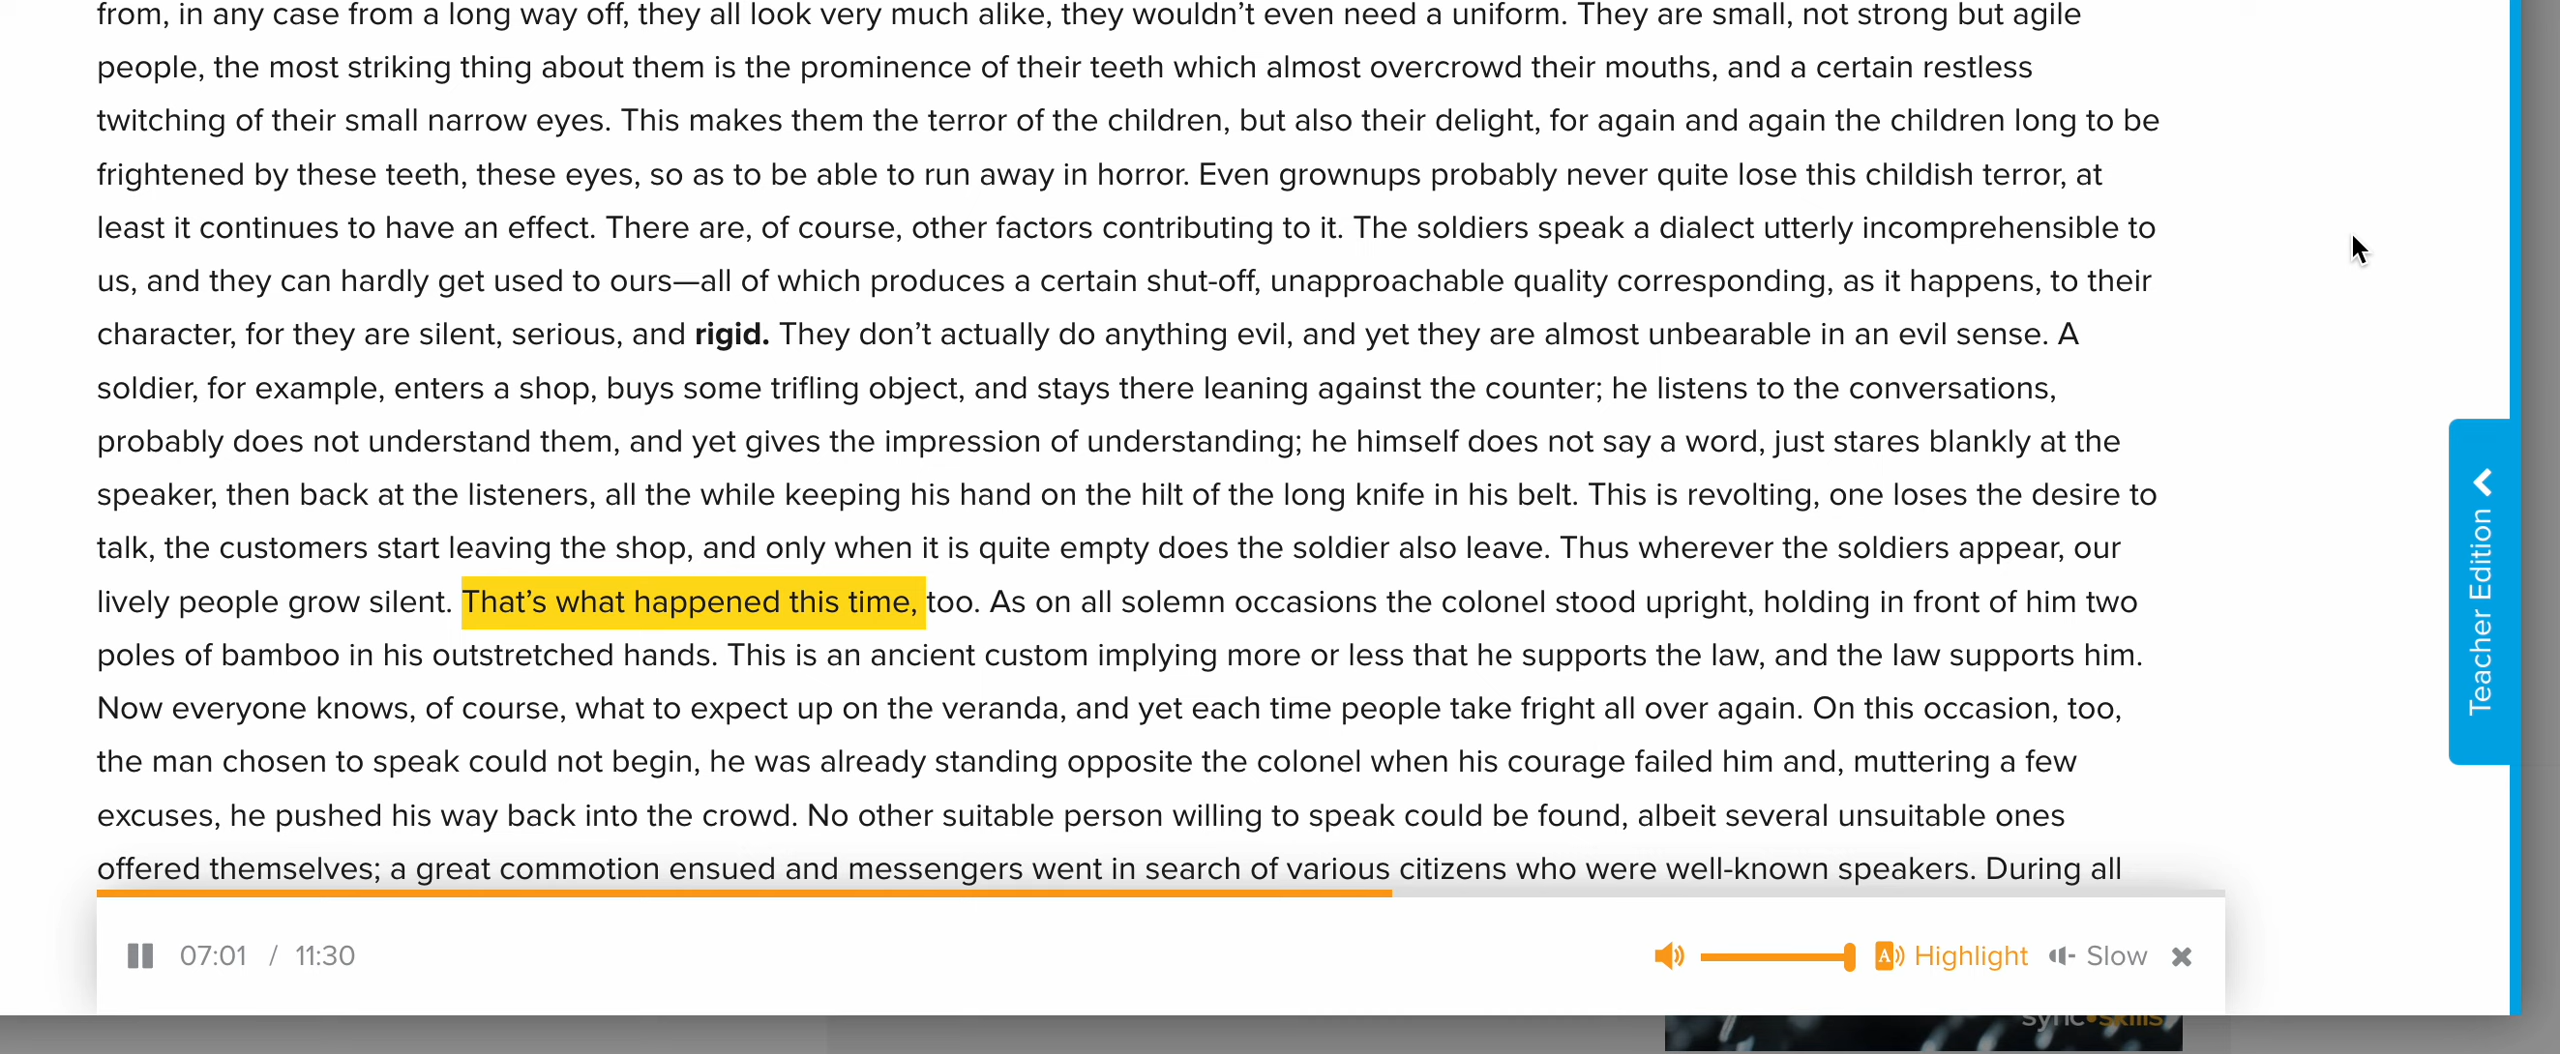 from, in any case from a long way off, they all look very much alike, they wouldn’t even need a uniform. They are small, not strong but agile
people, the most striking thing about them is the prominence of their teeth which almost overcrowd their mouths, and a certain restless
twitching of their small narrow eyes. This makes them the terror of the children, but also their delight, for again and again the children long to be
frightened by these teeth, these eyes, so as to be able to run away in horror. Even grownups probably never quite lose this childish terror, at
least it continues to have an effect. There are, of course, other factors contributing to it. The soldiers speak a dialect utterly incomprehensible to
us, and they can hardly get used to ours—all of which produces a certain shut-off, unapproachable quality corresponding, as it happens, to their
character, for they are silent, serious, and rigid. They don’t actually do anything evil, and yet they are almost unbearable in an evil sense. A
soldier, for example, enters a shop, buys some trifling object, and stays there leaning against the counter; he listens to the conversations,
probably does not understand them, and yet gives the impression of understanding; he himself does not say a word, just stares blankly at the
speaker, then back at the listeners, all the while keeping his hand on the hilt of the long knife in his belt. This is revolting, one loses the desire to
talk, the customers start leaving the shop, and only when it is quite empty does the soldier also leave. Thus wherever the soldiers appear, our
lively people grow silent. That’s what happened this time, too. As on all solemn occasions the colonel stood upright, holding in front of him two
poles of bamboo in his outstretched hands. This is an ancient custom implying more or less that he supports the law, and the law supports him.
Now everyone knows, of course, what to expect up on the veranda, and yet each time people take fright all over again. On this occasion, too,
the man chosen to speak could not begin, he was already standing opposite the colonel when his courage failed him and, muttering a few
excuses, he pushed his way back into the crowd. No other suitable person willing to speak could be found, albeit several unsuitable ones
offered themselves; a great commotion ensued and messengers went in search of various citizens who were well-known speakers. During all
07:01 / 11:30
A Highlight Slow
Teacher Edition
sync•skills